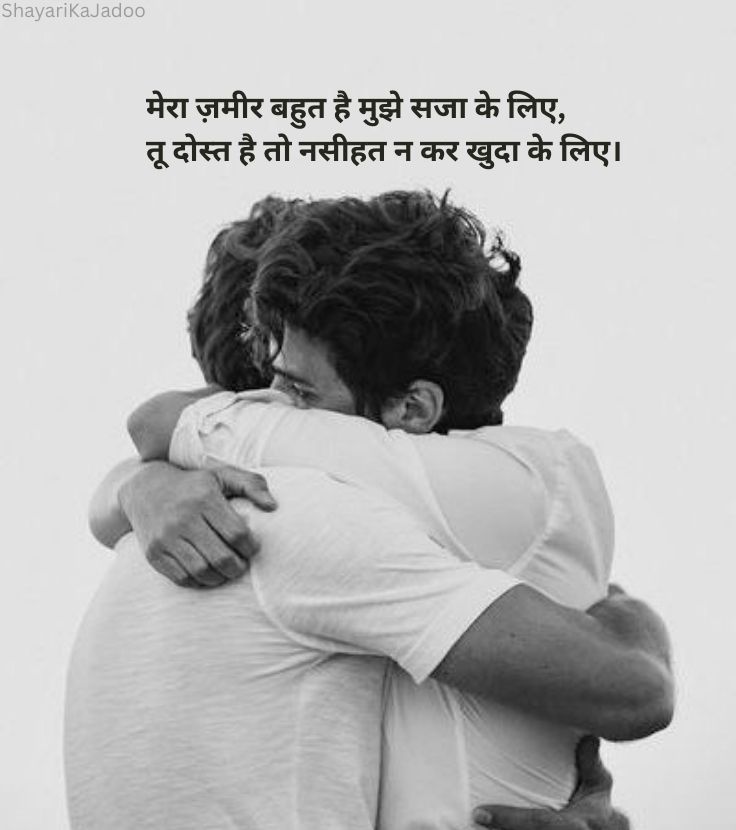 ShayariKaJadoo
मेरा ज़मीर बहुत है मुझे सजा के लिए,
तू दोस्त है तो नसीहत न कर खुदा के लिए।